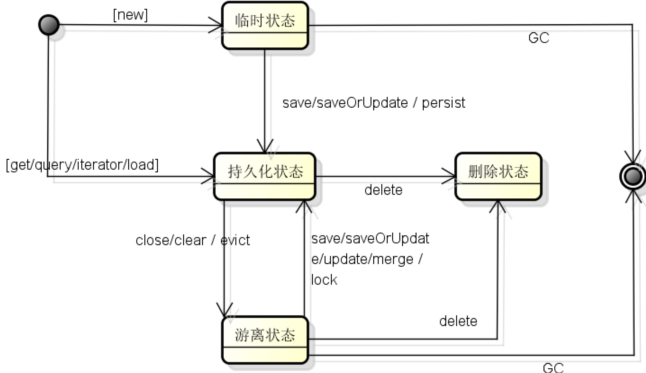 [new]
临时状态
GC
save/saveOrUpdate / persist
[get/query/iterator/load]
持久化状态
delete
删除状态
close/clear / evict
save/saveOrUpdat
e/update/merge /
lock
游离状态
delete
GC